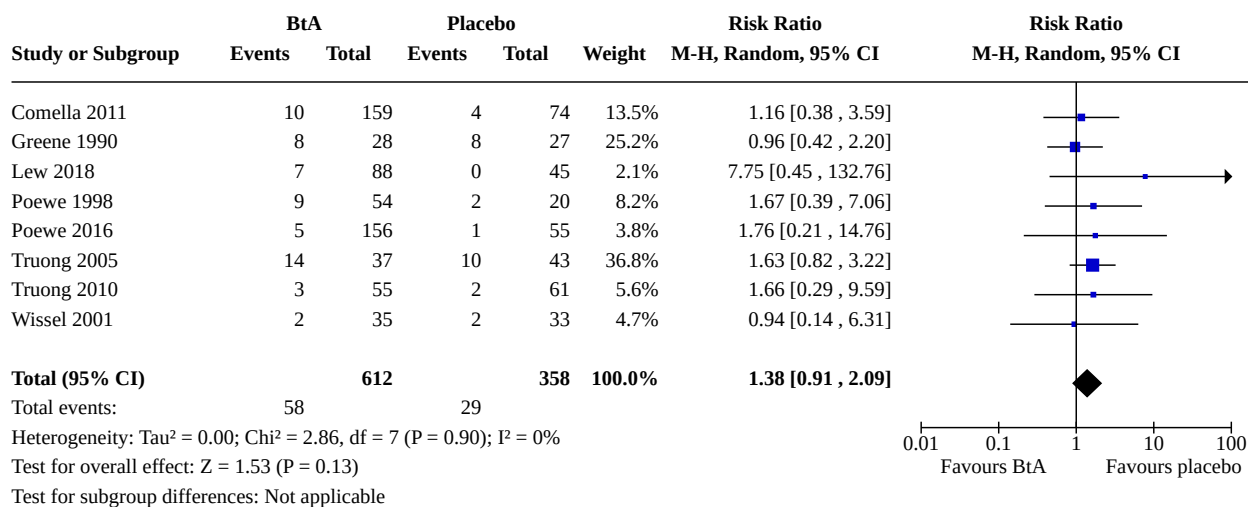 BtA Placebo Risk Ratio Risk Ratio
Study or Subgroup Events Total Events Total Weight M-H, Random, 95% CI M-H, Random, 95% CI
Comella 2011 10 159 4 74 13.5% 1.16 [0.38 , 3.59]
Greene 1990 8 28 8 27 25.2% 0.96 [0.42 , 2.20]
Lew 2018 7 88 0 45 2.1% 7.75 [0.45 , 132.76]
Poewe 1998 9 54 2 20 8.2% 1.67 [0.39 , 7.06]
Poewe 2016 5 156 1 55 3.8% 1.76 [0.21 , 14.76]
Truong 2005 14 37 10 43 36.8% 1.63 [0.82 , 3.22]
Truong 2010 3 55 2 61 5.6% 1.66 [0.29 , 9.59]
Wissel 2001 2 35 2 33 4.7% 0.94 [0.14 , 6.31]
Total (95% CI) 612 358 100.0% 1.38 [0.91 , 2.09]
Total events: 58 29
Heterogeneity: Tau² = 0.00; Chi² = 2.86, df = 7 (P = 0.90); I² = 0%
Test for overall effect: Z = 1.53 (P = 0.13)
Test for subgroup differences: Not applicable
0.01 0.1 1 10 100
Favours BtA Favours placebo